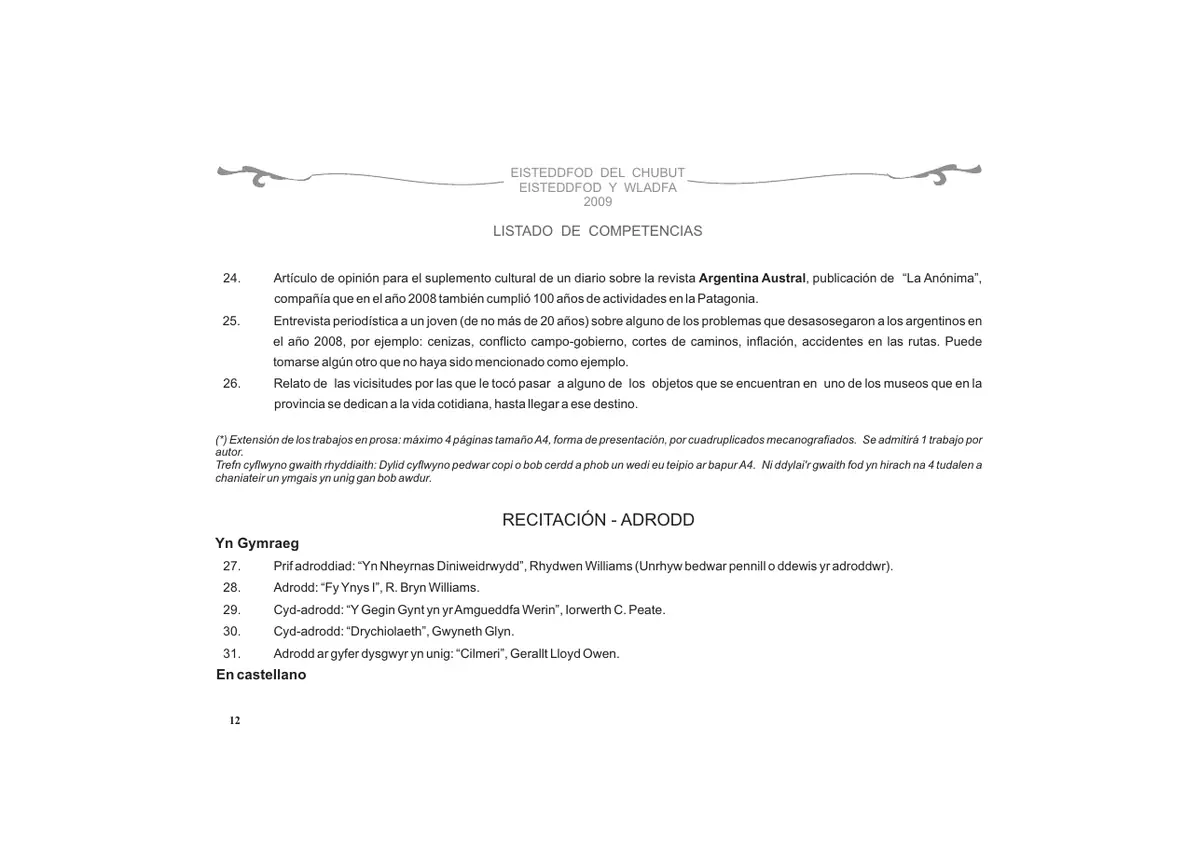 EISTEDDFOD DEL CHUBUT
EISTEDDFOD Y WLADFA
2009
LISTADO DE COMPETENCIAS
24. Artículo de opinión para el suplemento cultural de un diario sobre la revista Argentina Austral, publicación de “La Anónima”,
compañía que en el año 2008 también cumplió 100 años de actividades en la Patagonia.
25. Entrevista periodística a un joven (de no más de 20 años) sobre alguno de los problemas que desasosegaron a los argentinos en
el año 2008, por ejemplo: cenizas, conflicto campo-gobierno, cortes de caminos, inflación, accidentes en las rutas. Puede
tomarse algún otro que no haya sido mencionado como ejemplo.
26. Relato de las vicisitudes por las que le tocó pasar a alguno de los objetos que se encuentran en uno de los museos que en la
provincia se dedican a la vida cotidiana, hasta llegar a ese destino.
(*) Extensión de los trabajos en prosa: máximo 4 páginas tamaño A4, forma de presentación, por cuadruplicados mecanografiados. Se admitirá 1 trabajo por
autor.
Trefn cyflwyno gwaith rhyddiaith: Dylid cyflwyno pedwar copi o bob cerdd a phob un wedi eu teipio ar bapur A4. Ni ddylai'r gwaith fod yn hirach na 4 tudalen a
chaniateir un ymgais yn unig gan bob awdur.
RECITACIÓN - ADRODD
Yn Gymraeg
27. Prif adroddiad: “Yn Nheyrnas Diniweidrwydd”, Rhydwen Williams (Unrhyw bedwar pennill o ddewis yr adroddwr).
28. Adrodd: “Fy Ynys I”, R. Bryn Williams.
29. Cyd-adrodd: “Y Gegin Gynt yn yr Amgueddfa Werin”, Iorwerth C. Peate.
30. Cyd-adrodd: “Drychiolaeth”, Gwyneth Glyn.
31. Adrodd ar gyfer dysgwyr yn unig: “Cilmeri”, Gerallt Lloyd Owen.
En castellano
12